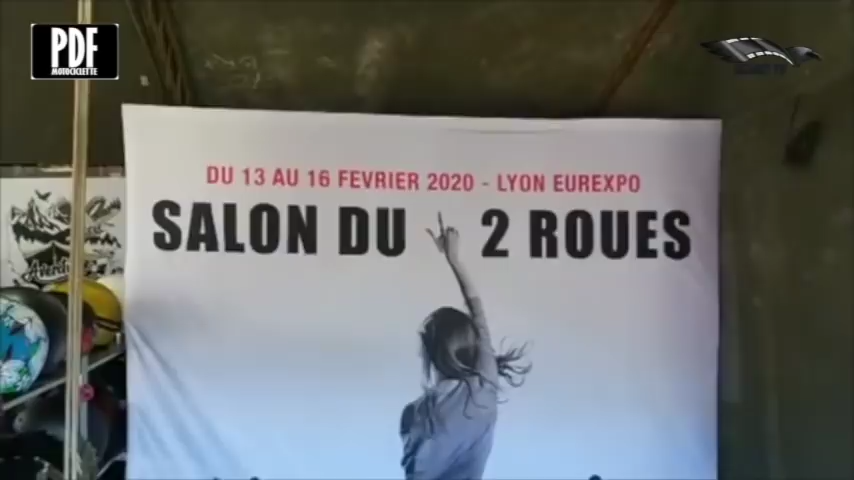 PDF
MOTOCICLETTE
DU 13 AU 16 FEVRIER 2020 - LYON EUREXPO
SALON DU 2 ROUES